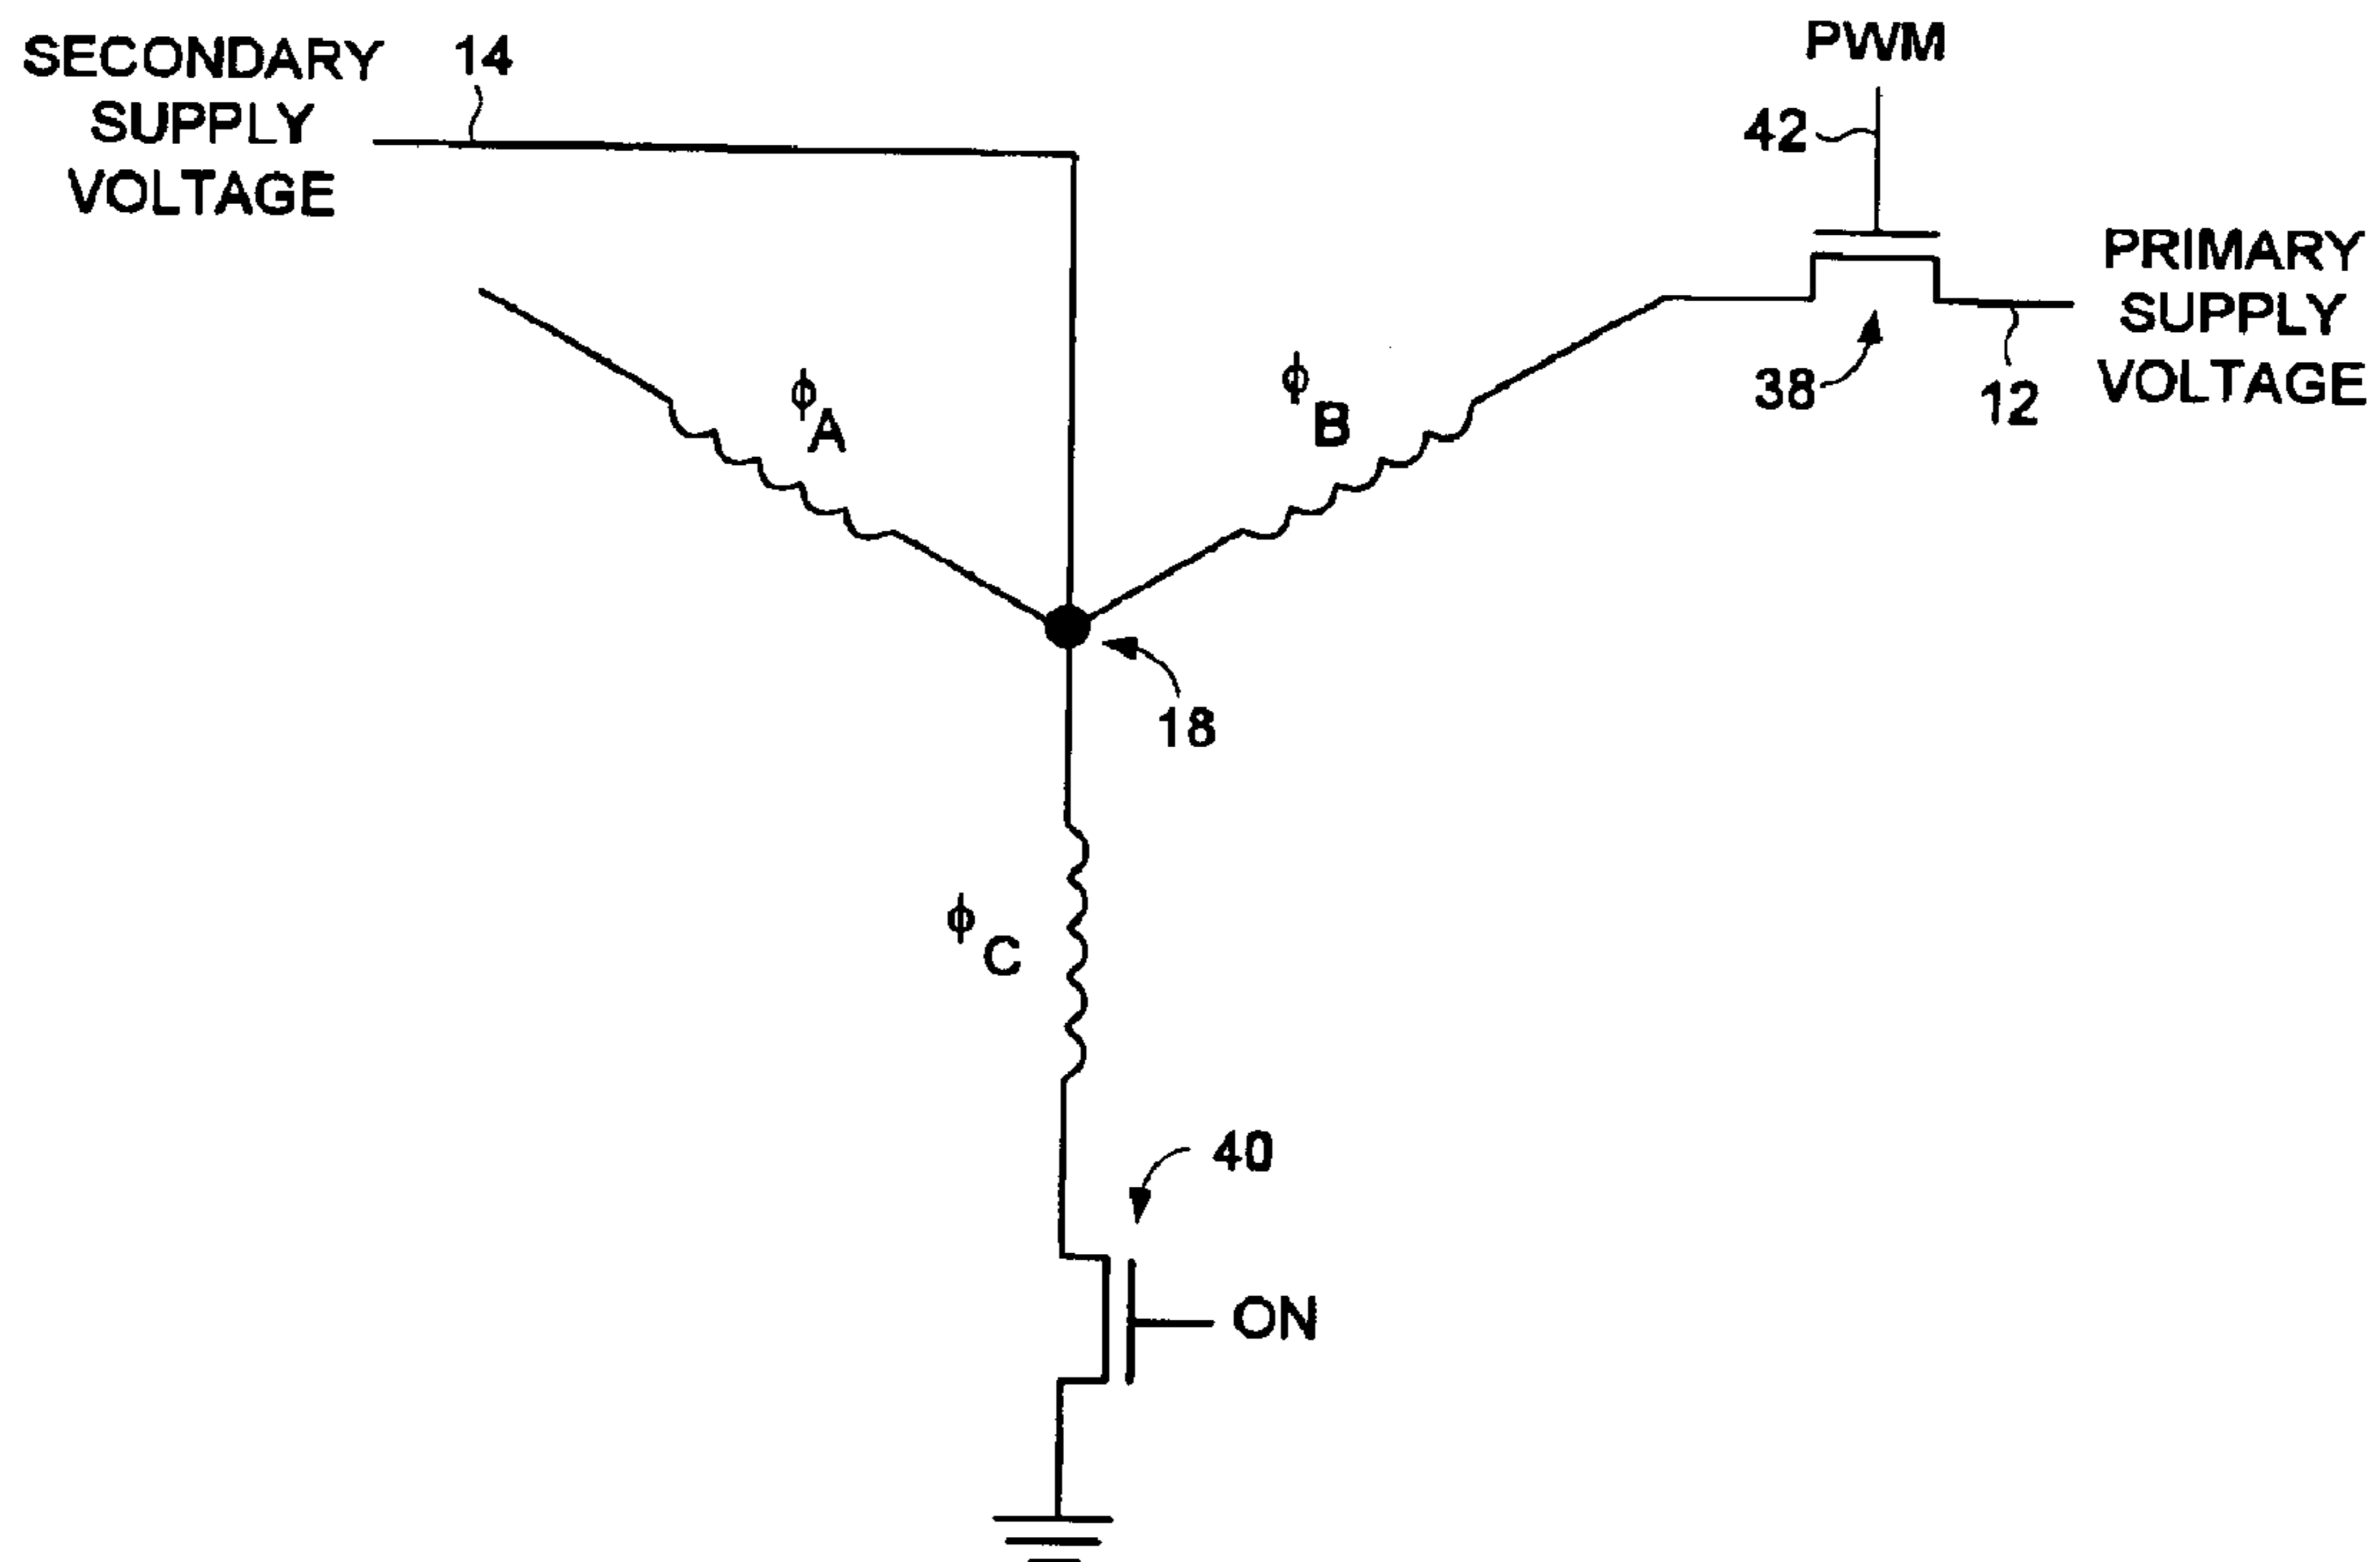 SECONDARY
SUPPLY
VOLTAGE
14
PWM
42
PRIMARY
SUPPLY
VOLTAGE
38
12
ϕA
ϕB
18
ϕC
40
ON